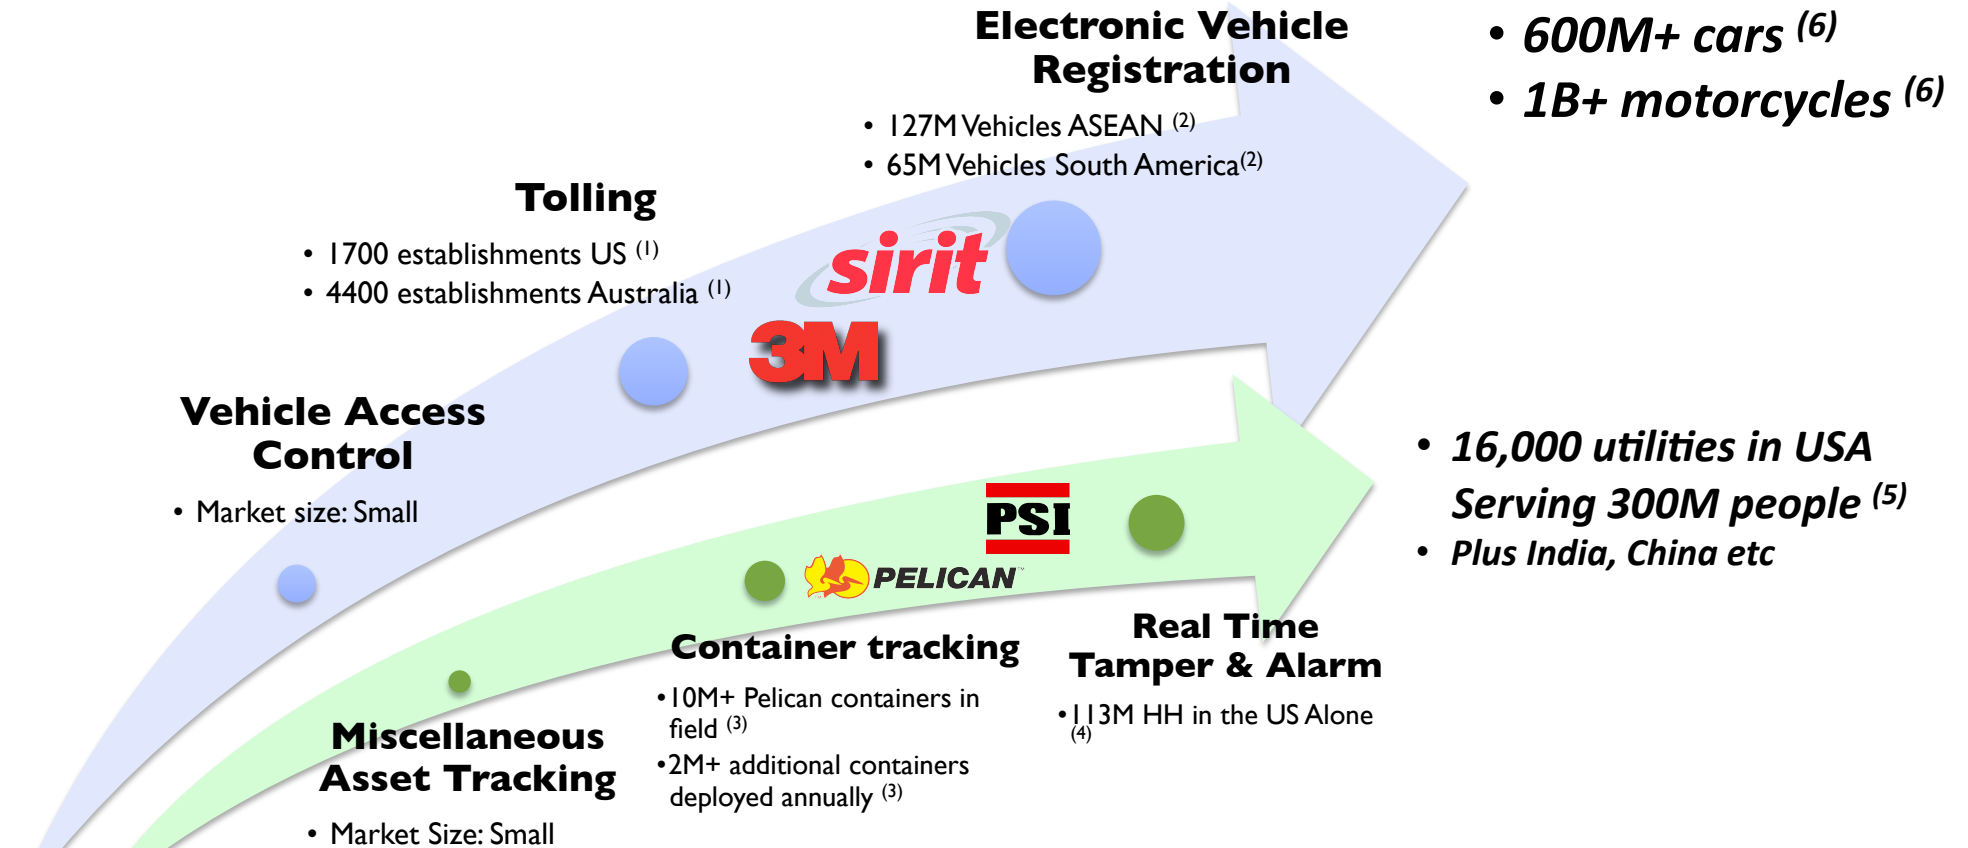 Electronic Vehicle
Registration
• 127M Vehicles ASEAN (2)
• 65M Vehicles South America(2)
• 600M+ cars (6)
• 1B+ motorcycles (6)
Tolling
• 1700 establishments US (1)
• 4400 establishments Australia (1)
sirit
3M
Vehicle Access
Control
• Market size: Small
• 16,000 utilities in USA
Serving 300M people (5)
• Plus India, China etc
PSI
PELICAN™
Container tracking
•10M+ Pelican containers in
field (3)
•2M+ additional containers
deployed annually (3)
Real Time
Tamper & Alarm
•113M HH in the US Alone
(4)
Miscellaneous
Asset Tracking
• Market Size: Small